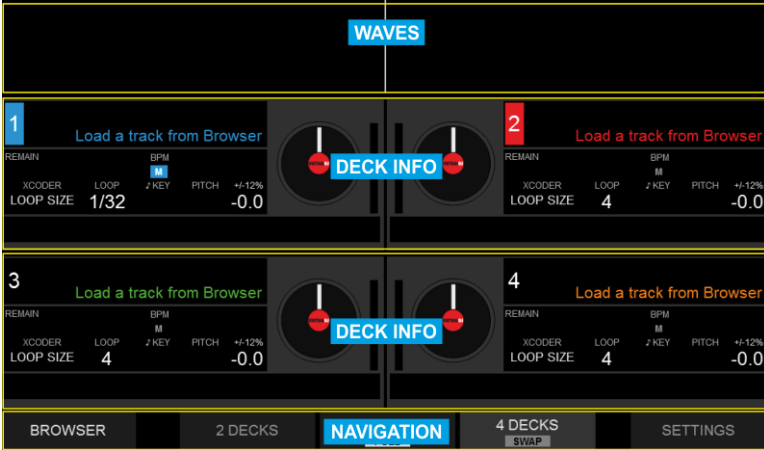 WAVES
1
Load a track from Browser
2
Load a track from Browser
DECK INFO
REMAIN BPM
M
XCODER LOOP ♪ KEY PITCH +/-12%
LOOP SIZE 1/32 -0.0
REMAIN BPM
M
XCODER LOOP ♪ KEY PITCH +/-12%
LOOP SIZE 4 -0.0
3
Load a track from Browser
4
Load a track from Browser
DECK INFO
REMAIN BPM
M
XCODER LOOP ♪ KEY PITCH +/-12%
LOOP SIZE 4 -0.0
REMAIN BPM
M
XCODER LOOP ♪ KEY PITCH +/-12%
LOOP SIZE 4 -0.0
BROWSER 2 DECKS NAVIGATION 4 DECKS SETTINGS
SWAP